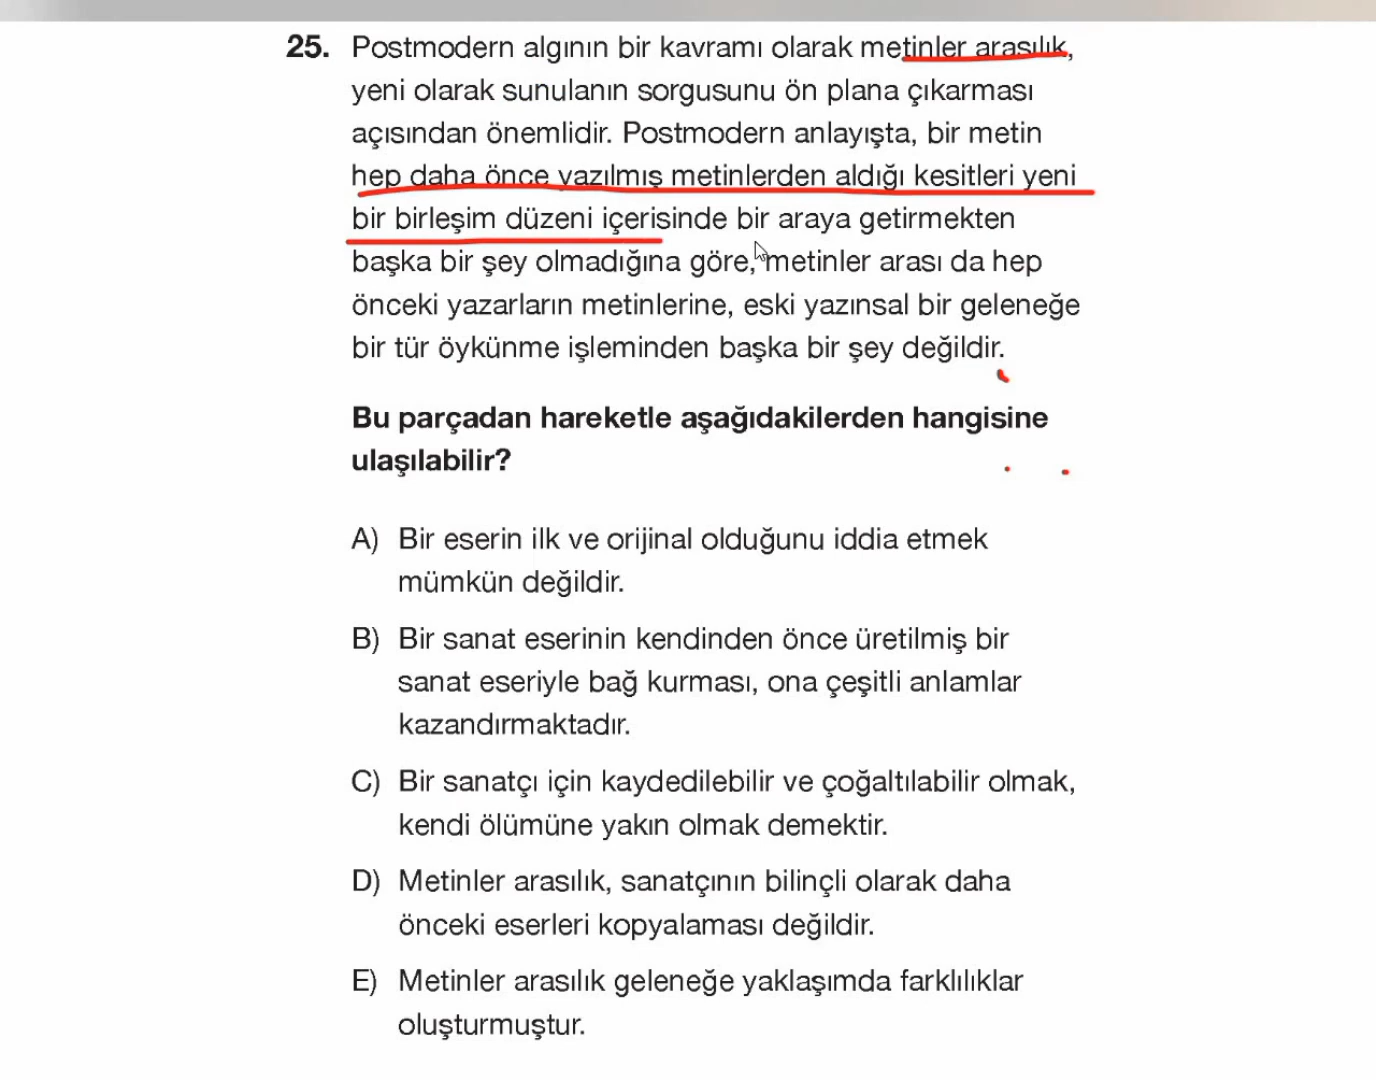 25. Postmodern algının bir kavramı olarak metinler arasılık,
yeni olarak sunulanın sorgusunu ön plana çıkarması
açısından önemlidir. Postmodern anlayışta, bir metin
hep daha önce yazılmış metinlerden aldığı kesitleri yeni
bir birleşim düzeni içerisinde bir araya getirmekten
başka bir şey olmadığına göre, metinler arası da hep
önceki yazarların metinlerine, eski yazınsal bir geleneğe
bir tür öykünme işleminden başka bir şey değildir.
Bu parçadan hareketle aşağıdakilerden hangisine
ulaşılabilir?
A) Bir eserin ilk ve orijinal olduğunu iddia etmek
mümkün değildir.
B) Bir sanat eserinin kendinden önce üretilmiş bir
sanat eseriyle bağ kurması, ona çeşitli anlamlar
kazandırmaktadır.
C) Bir sanatçı için kaydedilebilir ve çoğaltılabilir olmak,
kendi ölümüne yakın olmak demektir.
D) Metinler arasılık, sanatçının bilinçli olarak daha
önceki eserleri kopyalaması değildir.
E) Metinler arasılık geleneğe yaklaşımda farklılıklar
oluşturmuştur.